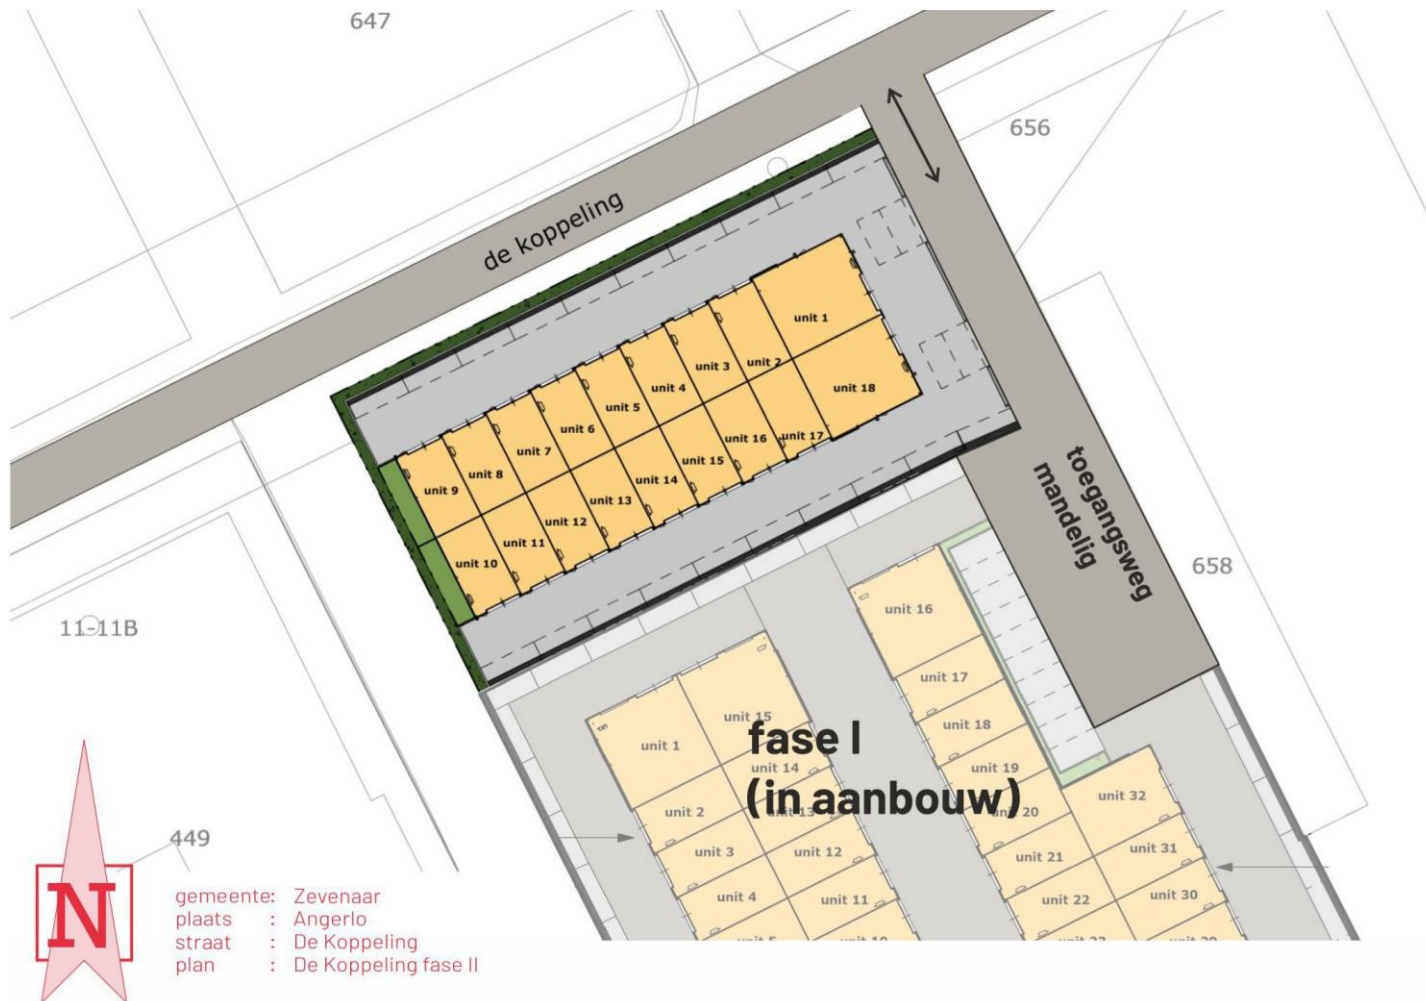 647
656
de koppeling
unit 1
unit 2
unit 18
unit 3
unit 4
unit 5
unit 17
unit 6
unit 16
unit 7
unit 15
unit 8
unit 14
unit 9
unit 13
unit 12
unit 11
unit 10
toegangsweg
mandelig
658
11-11B
449
unit 16
unit 17
unit 18
unit 19
unit 20
unit 21
unit 22
unit 32
unit 31
unit 30
unit 15
unit 1
unit 14
unit 2
unit 13
unit 3
unit 12
unit 4
unit 11
fase I
(in aanbouw)
N
gemeente: Zevenaar
plaats : Angerlo
straat : De Koppeling
plan : De Koppeling fase II